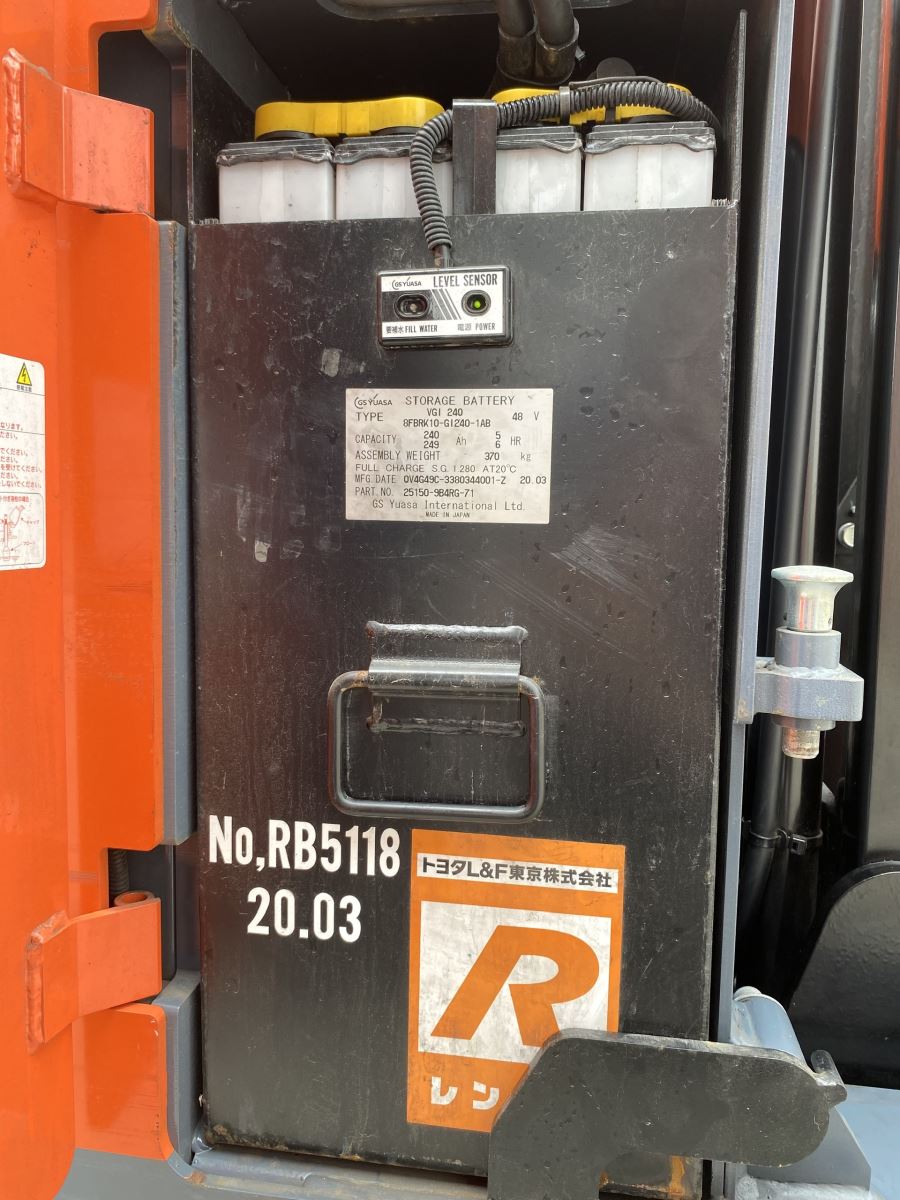 GS YUASA LEVEL SENSOR
要補水 FILL WATER 電源 POWER
GS YUASA STORAGE BATTERY
TYPE VGI 240 48 V
8FBRK10-GI240-1AB
CAPACITY 240 Ah 5 HR
249 6
ASSEMBLY WEIGHT 370 kg
FULL CHARGE S.G. 1.280 AT20°C
MFG. DATE 0V4G49C-3380344001-Z 20.03
PART.NO. 25150-9B4RG-71
GS Yuasa International Ltd.
MADE IN JAPAN
No,RB5118
20.03
トヨタL&F東京株式会社
R
レン